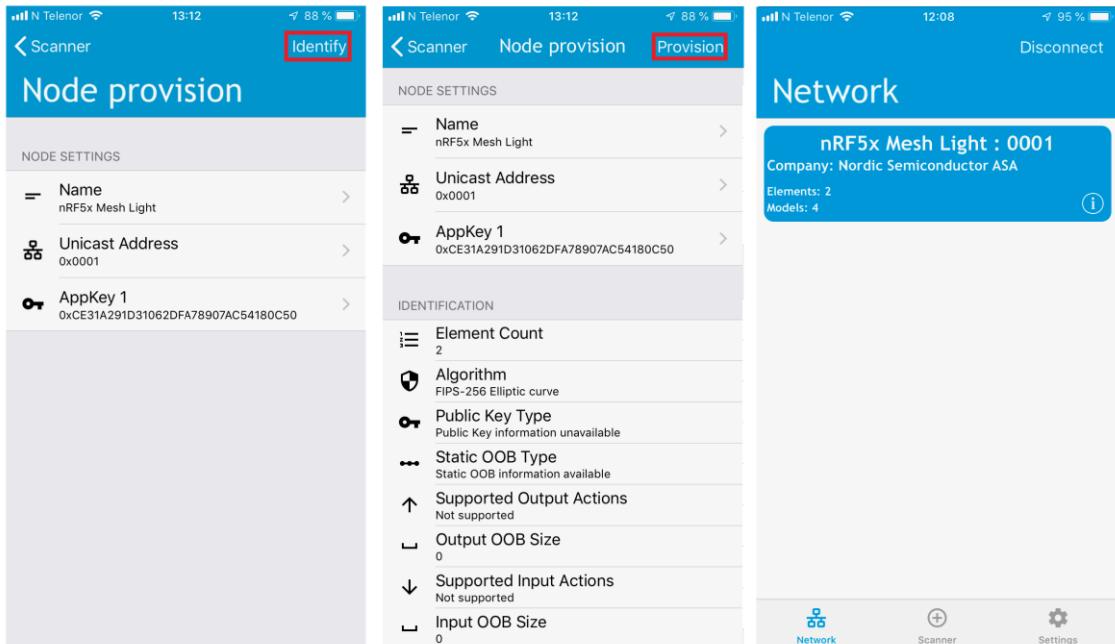 N Telenor 13:12 88 %
Scanner Identify
Node provision
NODE SETTINGS
Name
nRF5x Mesh Light
Unicast Address
0x0001
AppKey 1
0xCE31A291D31062DFA78907AC54180C50
N Telenor 13:12 88 %
Scanner Node provision Provision
NODE SETTINGS
Name
nRF5x Mesh Light
Unicast Address
0x0001
AppKey 1
0xCE31A291D31062DFA78907AC54180C50
IDENTIFICATION
Element Count
2
Algorithm
FIPS-256 Elliptic curve
Public Key Type
Public Key information unavailable
Static OOB Type
Static OOB information available
Supported Output Actions
Not supported
Output OOB Size
0
Supported Input Actions
Not supported
Input OOB Size
0
N Telenor 12:08 95 %
Disconnect
Network
nRF5x Mesh Light : 0001
Company: Nordic Semiconductor ASA
Elements: 2
Models: 4
Network Scanner Settings